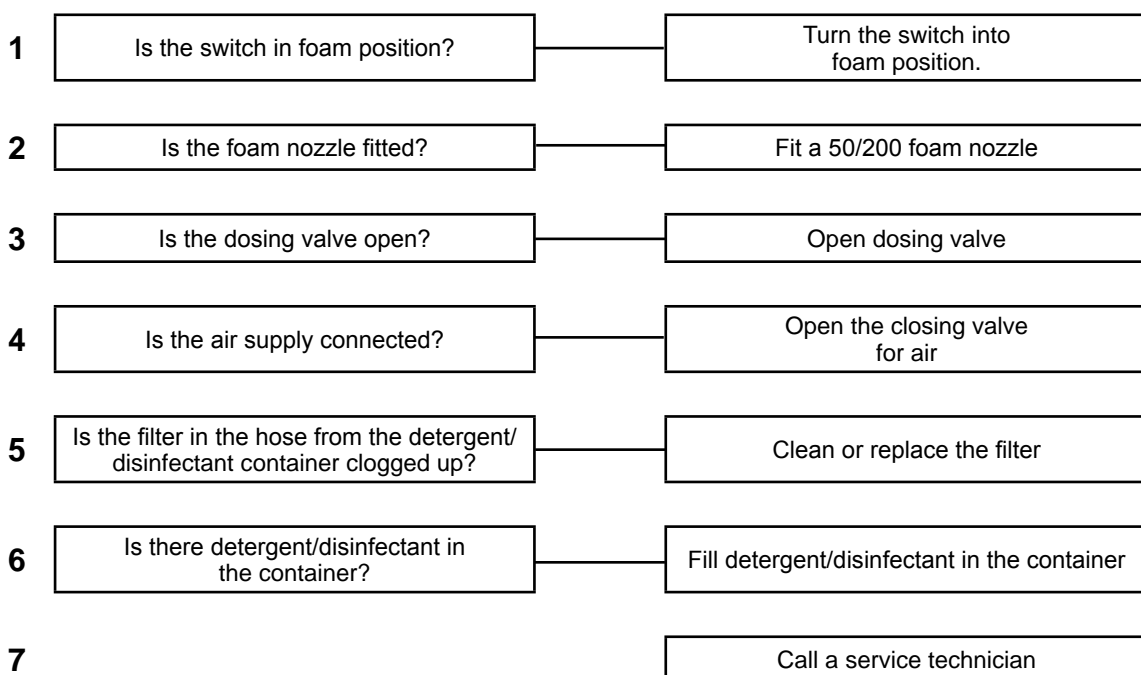 1
Is the switch in foam position?
Turn the switch into
foam position.
2
Is the foam nozzle fitted?
Fit a 50/200 foam nozzle
3
Is the dosing valve open?
Open dosing valve
4
Is the air supply connected?
Open the closing valve
for air
5
Is the filter in the hose from the detergent/
disinfectant container clogged up?
Clean or replace the filter
6
Is there detergent/disinfectant in
the container?
Fill detergent/disinfectant in the container
7
Call a service technician